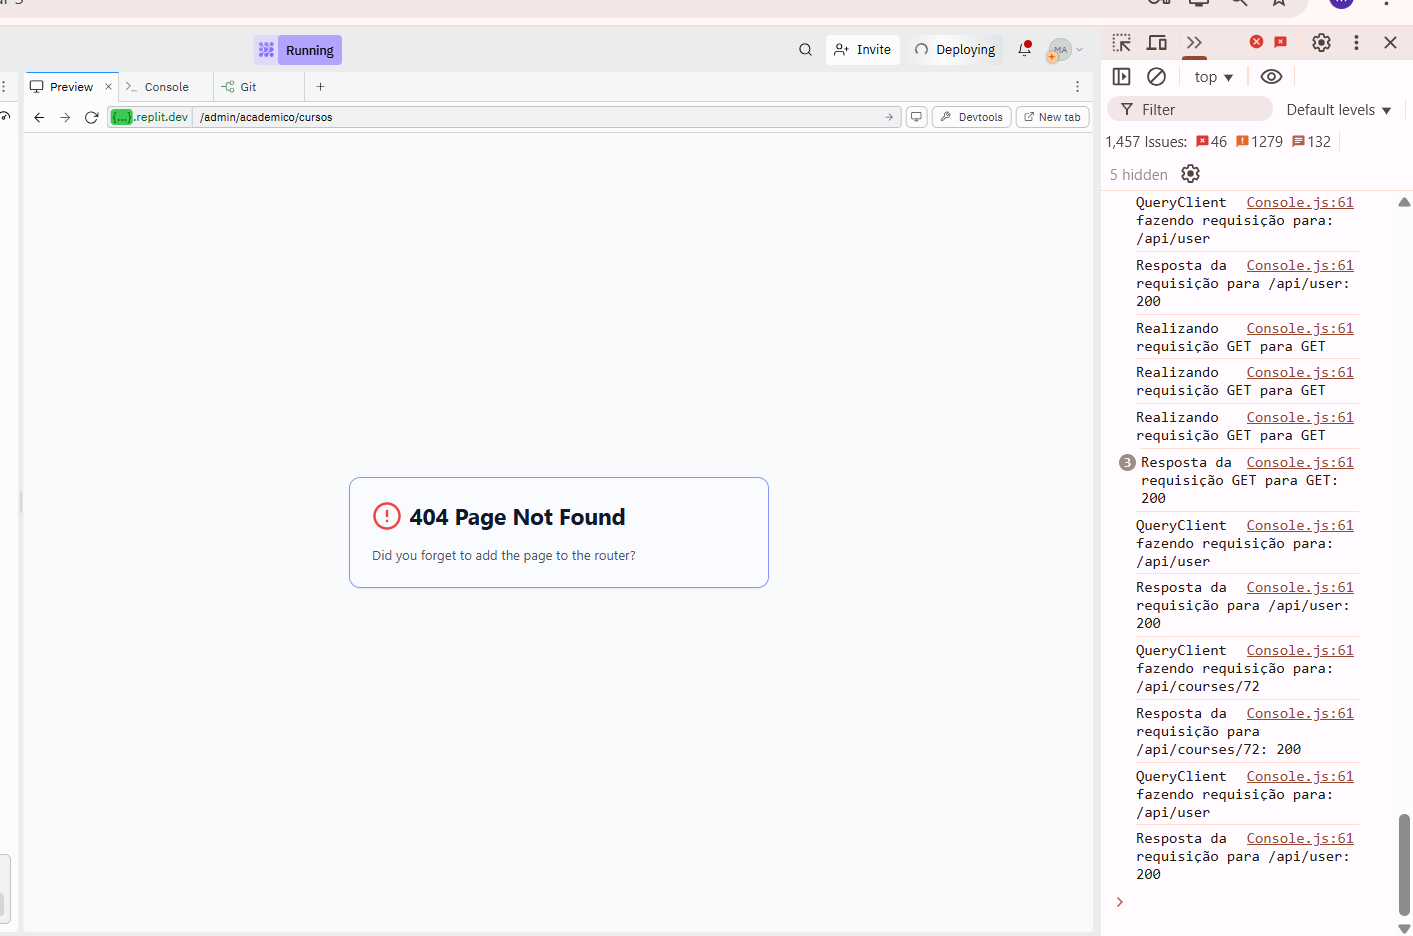 Running
Invite
Deploying
MA
Preview
Console
Git
{...}.replit.dev
/admin/academico/cursos
Devtools
New tab
404 Page Not Found
Did you forget to add the page to the router?
top
Filter
Default levels
1,457 Issues: 46 1279 132
5 hidden
QueryClient Console.js:61
fazendo requisição para:
/api/user
Resposta da Console.js:61
requisição para /api/user:
200
Realizando Console.js:61
requisição GET para GET
Realizando Console.js:61
requisição GET para GET
Realizando Console.js:61
requisição GET para GET
3 Resposta da Console.js:61
requisição GET para GET:
200
QueryClient Console.js:61
fazendo requisição para:
/api/user
Resposta da Console.js:61
requisição para /api/user:
200
QueryClient Console.js:61
fazendo requisição para:
/api/courses/72
Resposta da Console.js:61
requisição para
/api/courses/72: 200
QueryClient Console.js:61
fazendo requisição para:
/api/user
Resposta da Console.js:61
requisição para /api/user:
200